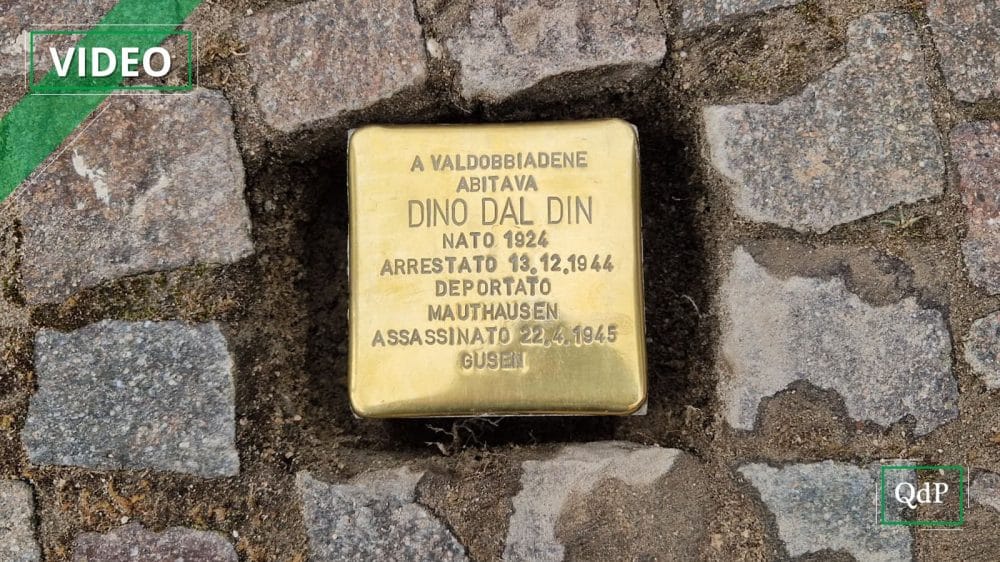 VIDEO
A VALDOBBIADENE
ABITAVA
DINO DAL DIN
NATO 1924
ARRESTATO 13.12.1944
DEPORTATO
MAUTHAUSEN
ASSASSINATO 22.4.1945
GUSEN
QdP